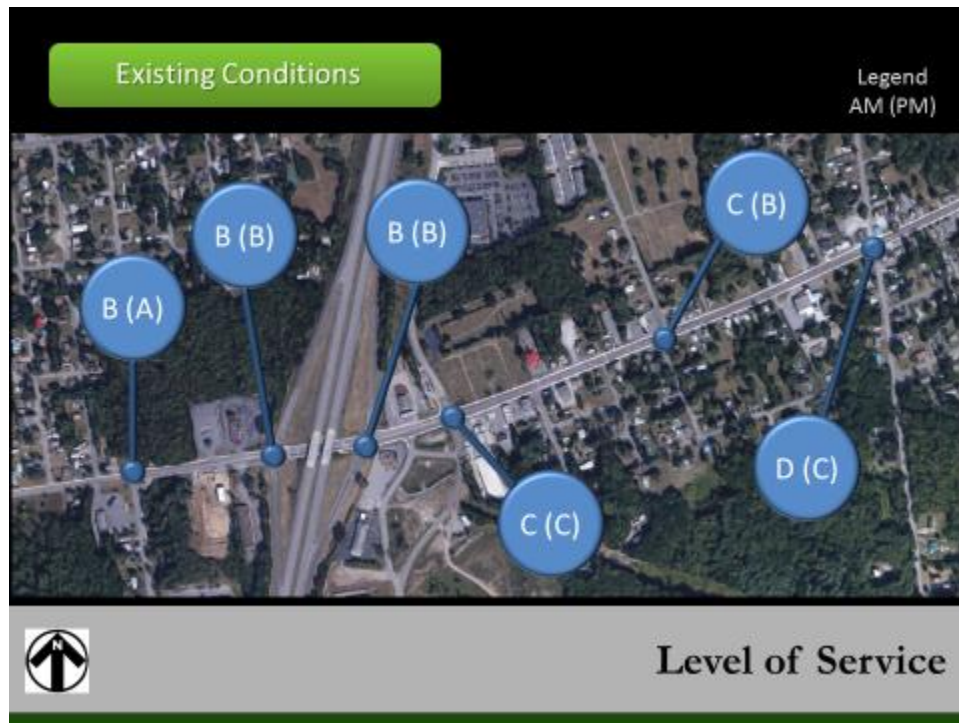 Existing Conditions
Legend
AM (PM)
B (A)
B (B)
B (B)
C (C)
C (B)
D (C)
N
Level of Service